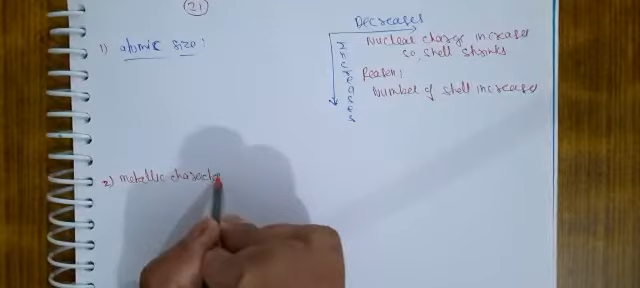 (21)
1) atomic size:
Decreases
Increases
Nuclear charge increases
so, shell shrinks
Reason:
Number of shell increases
2) metallic characte